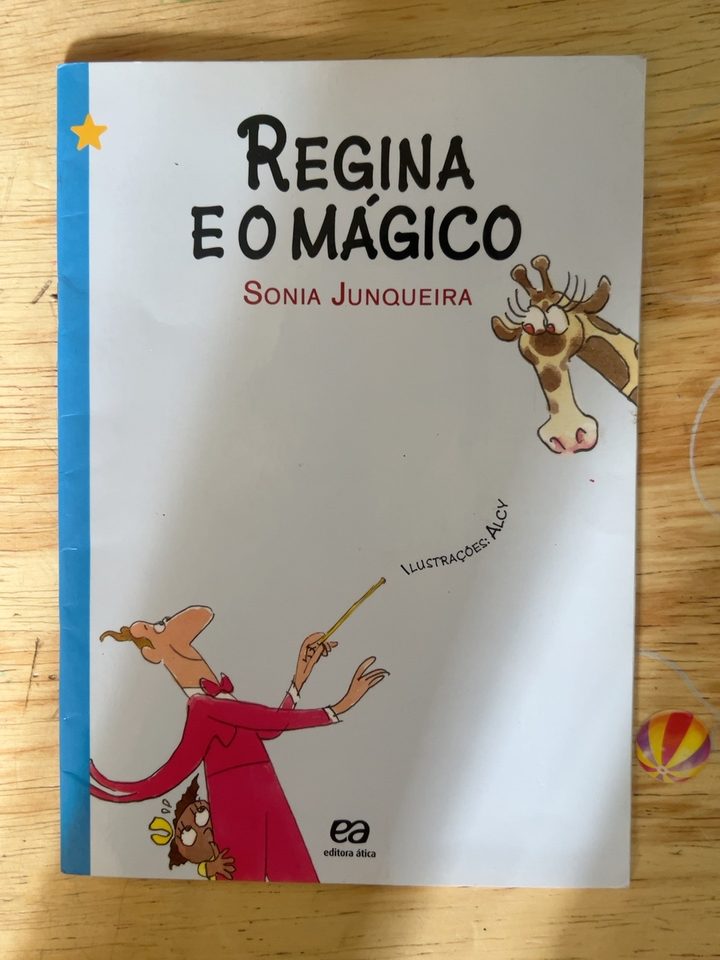 REGINA
E O MÁGICO
SONIA JUNQUEIRA
ILUSTRAÇÕES: ALCY
ea
editora ática